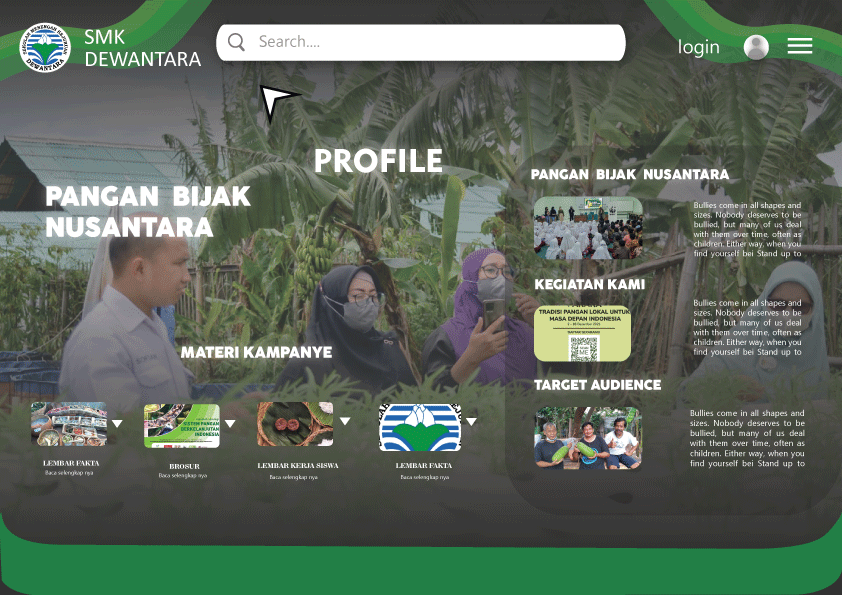 SMK
DEWANTARA
Search....
login
PROFILE
PANGAN BIJAK
NUSANTARA
MATERI KAMPANYE
LEMBAR FAKTA
Baca selengkap nya
SISTEM PANGAN
BERKELANJUTAN
INDONESIA
BROSUR
Baca selengkap nya
LEMBAR KERJA SISWA
Baca selengkap nya
LEMBAR FAKTA
Baca selengkap nya
PANGAN BIJAK NUSANTARA
Bullies come in all shapes and
sizes. Nobody deserves to be
bullied, but many of us deal
with them over time, often as
children. Either way, when you
find yourself bei Stand up to
KEGIATAN KAMI
TRADISI PANGAN LOKAL UNTUK
MASA DEPAN INDONESIA
Bullies come in all shapes and
sizes. Nobody deserves to be
bullied, but many of us deal
with them over time, often as
children. Either way, when you
find yourself bei Stand up to
TARGET AUDIENCE
Bullies come in all shapes and
sizes. Nobody deserves to be
bullied, but many of us deal
with them over time, often as
children. Either way, when you
find yourself bei Stand up to